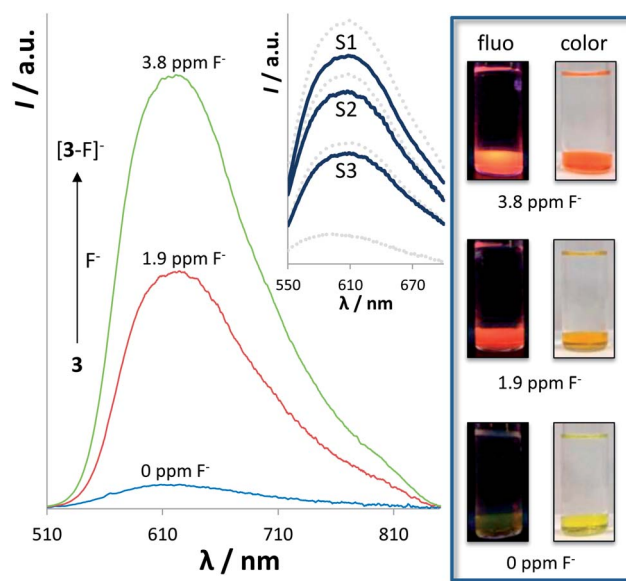 I / a.u.
3.8 ppm F⁻
[3-F]⁻
F⁻
3
1.9 ppm F⁻
0 ppm F⁻
510 610 710 810
λ / nm
I / a.u.
S1
S2
S3
550 610 670
λ / nm
fluo color
3.8 ppm F⁻
1.9 ppm F⁻
0 ppm F⁻